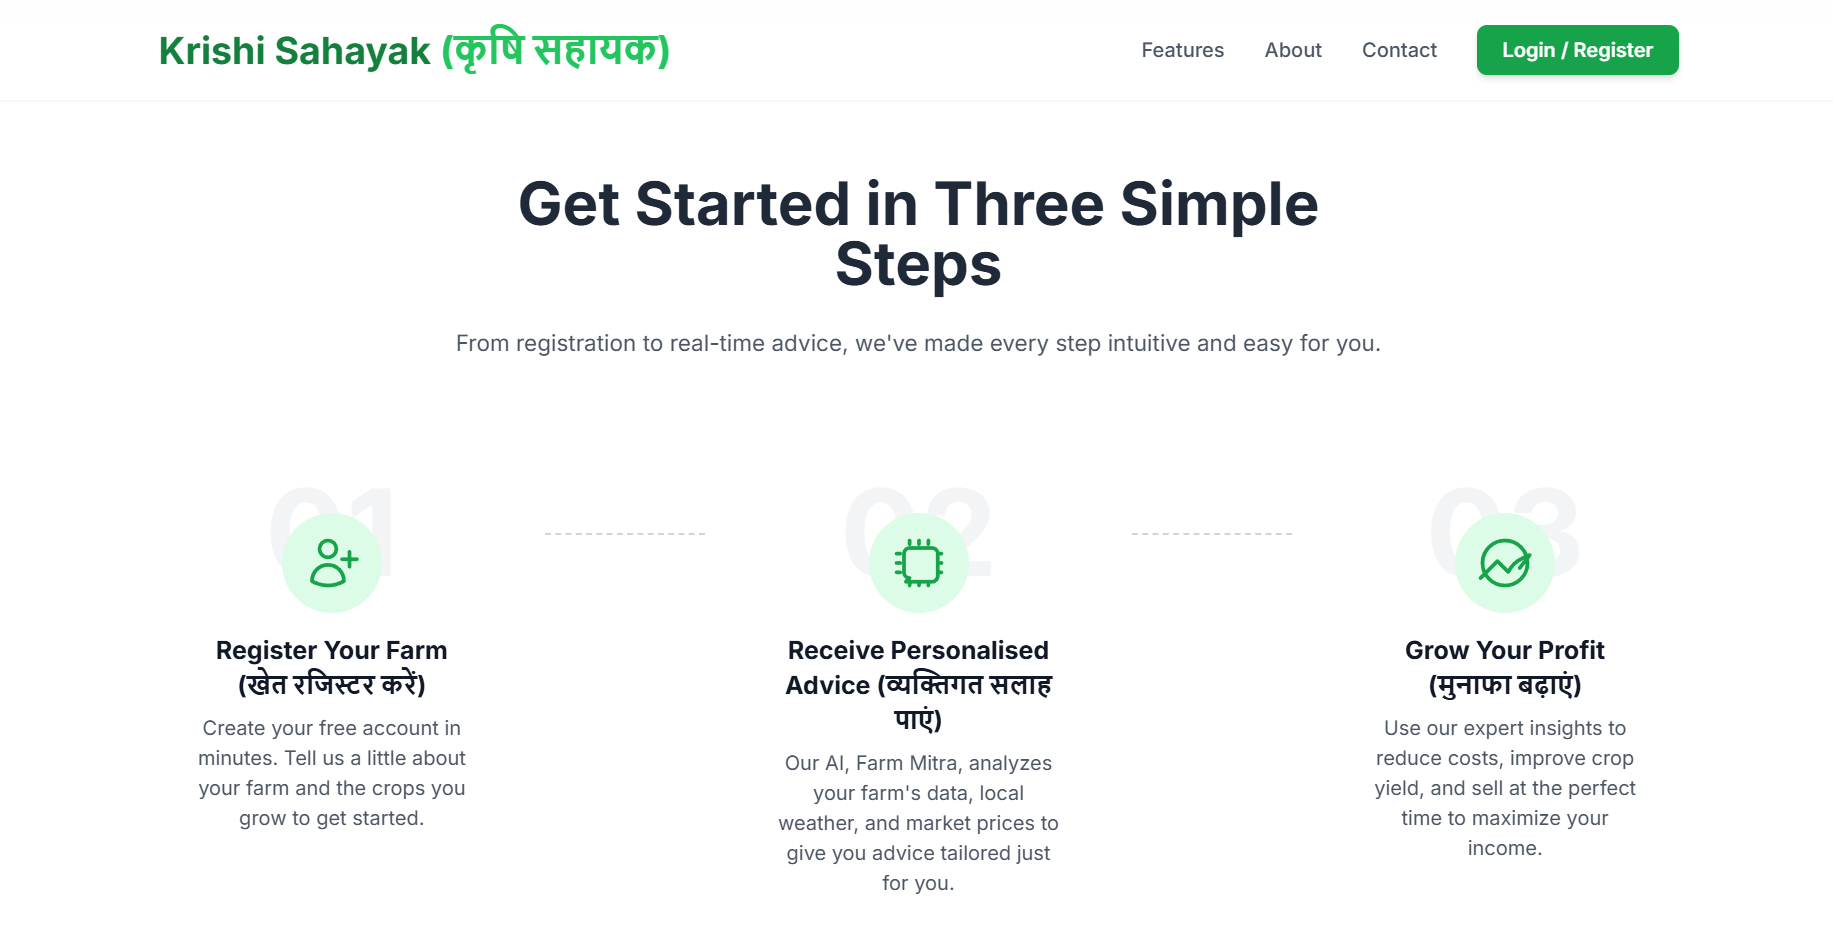 Krishi Sahayak (कृषि सहायक)
Features
About
Contact
Login / Register
Get Started in Three Simple
Steps
From registration to real-time advice, we've made every step intuitive and easy for you.
01
Register Your Farm
(खेत रजिस्टर करें)
Create your free account in
minutes. Tell us a little about
your farm and the crops you
grow to get started.
02
Receive Personalised
Advice (व्यक्तिगत सलाह
पाएं)
Our AI, Farm Mitra, analyzes
your farm's data, local
weather, and market prices to
give you advice tailored just
for you.
03
Grow Your Profit
(मुनाफा बढ़ाएं)
Use our expert insights to
reduce costs, improve crop
yield, and sell at the perfect
time to maximize your
income.